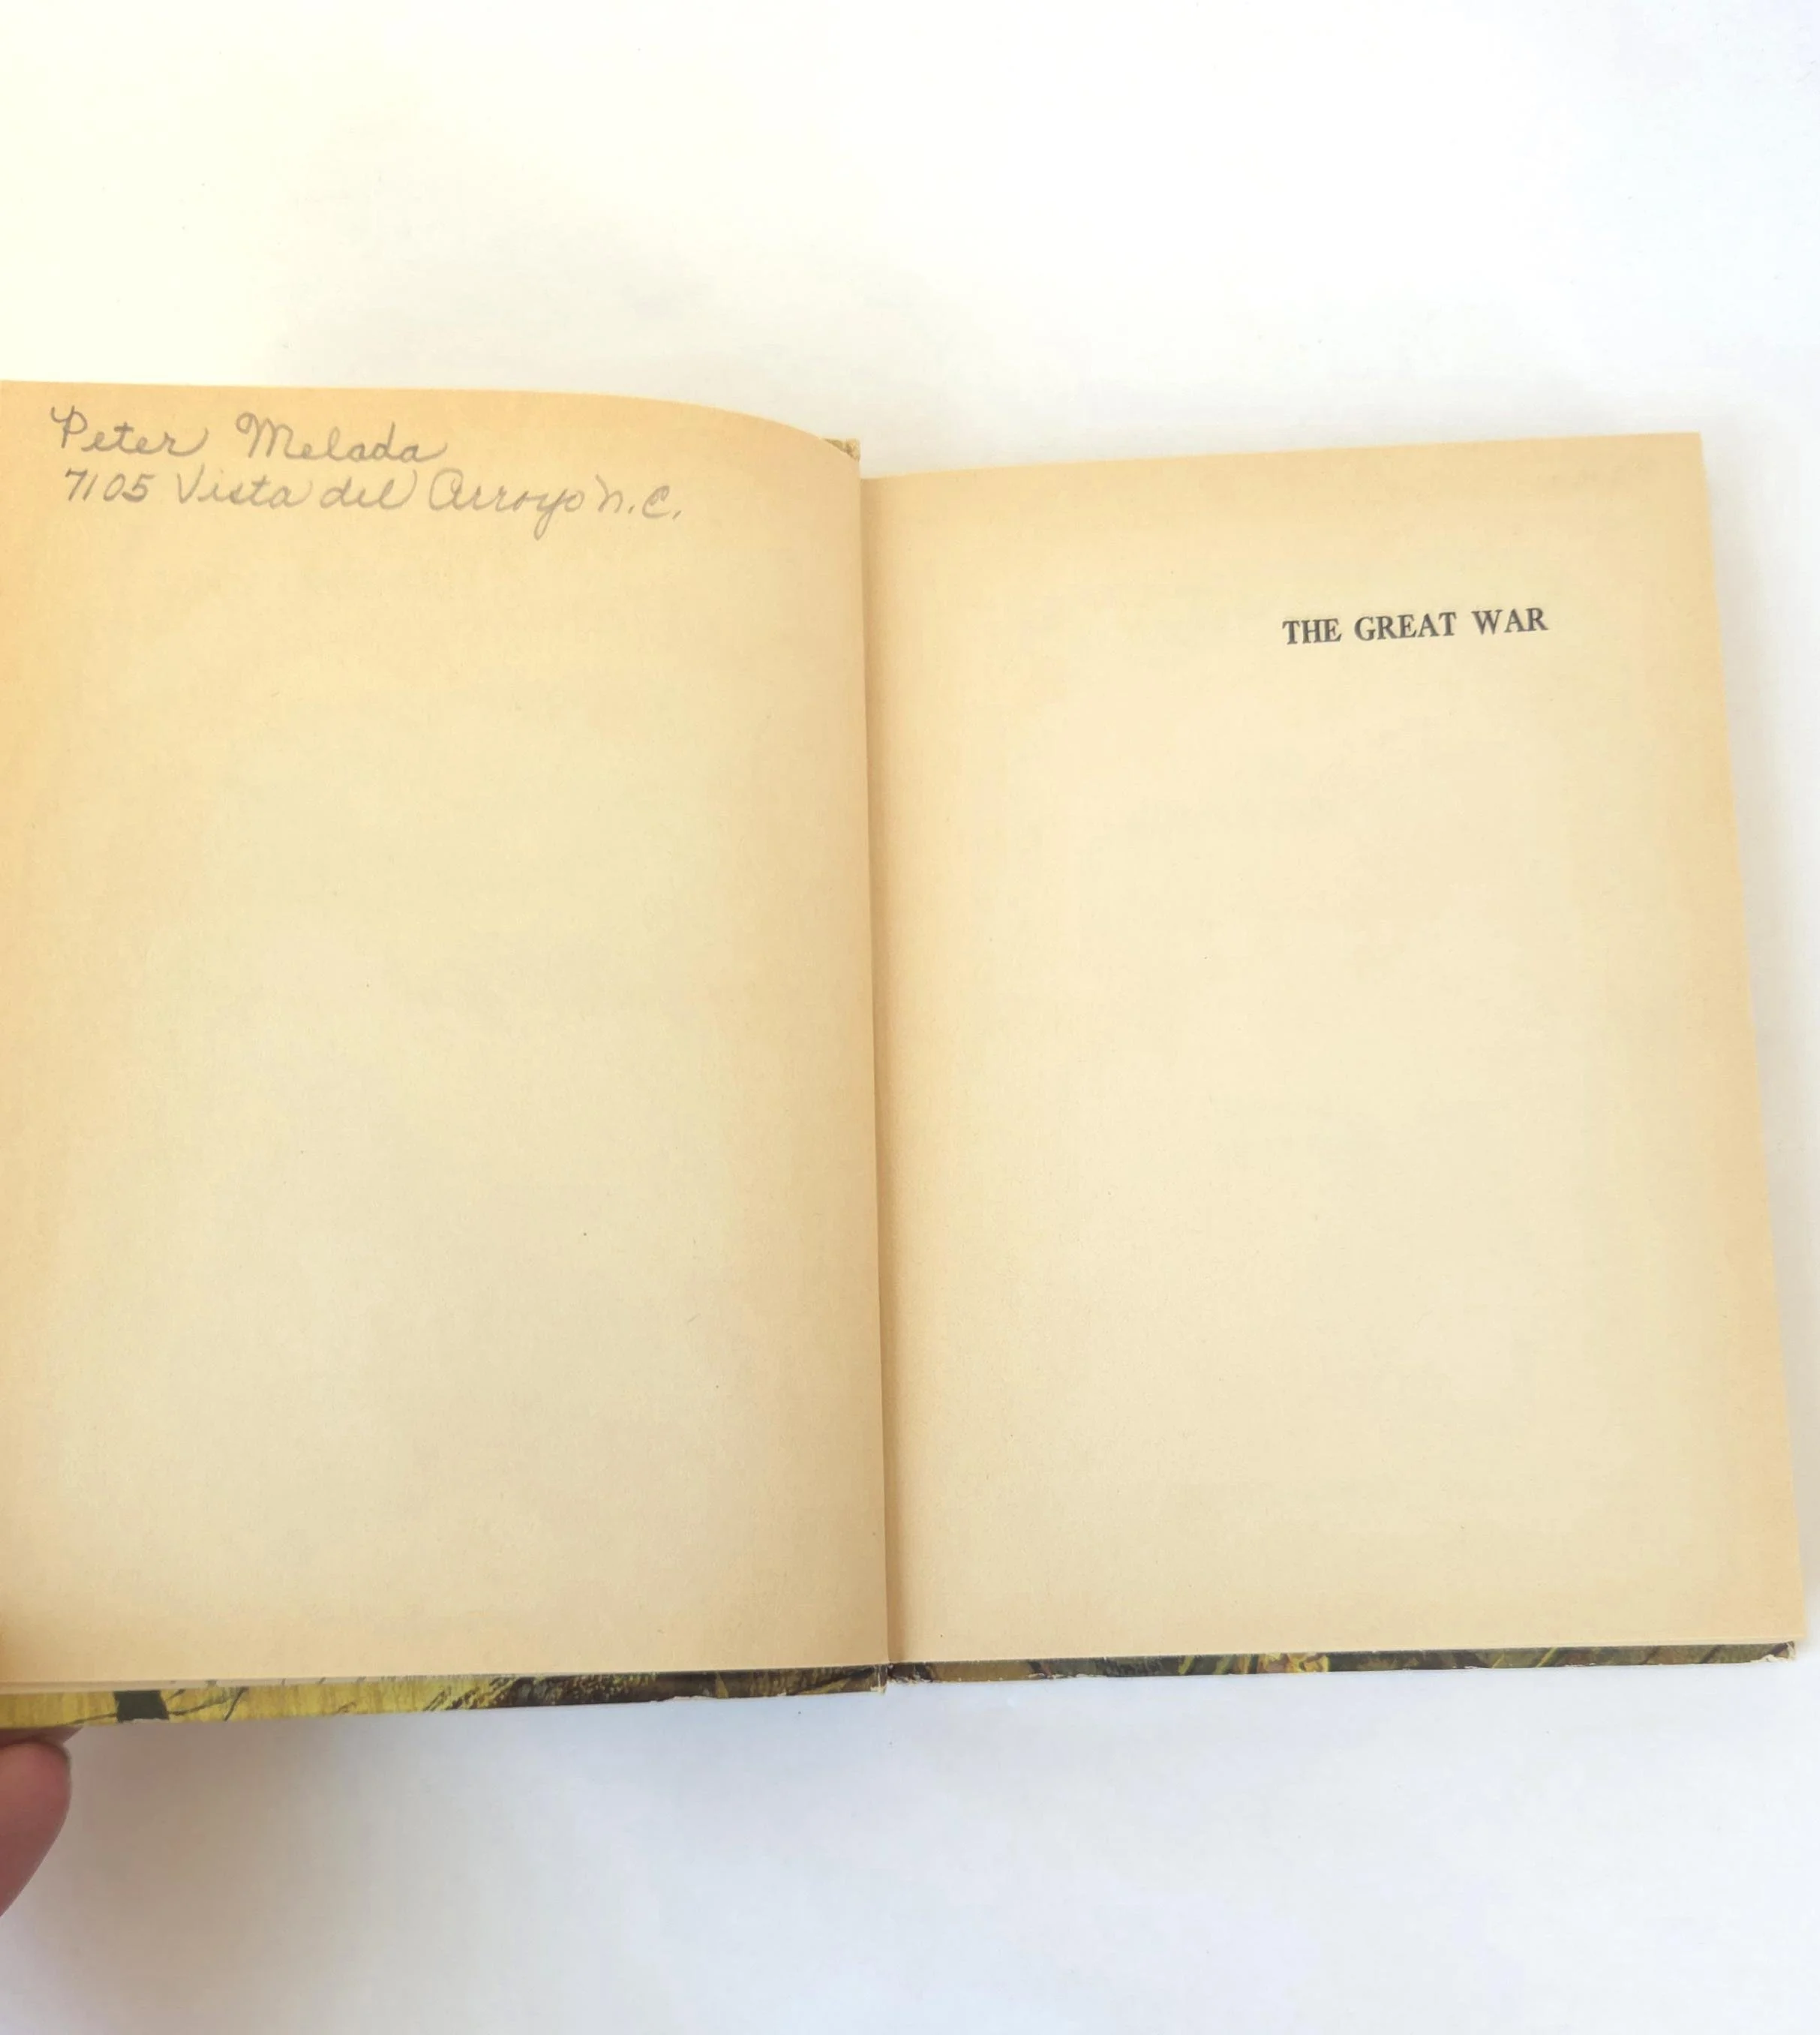 Peter Melada
7105 Vista del Arroyo N.E.
THE GREAT WAR